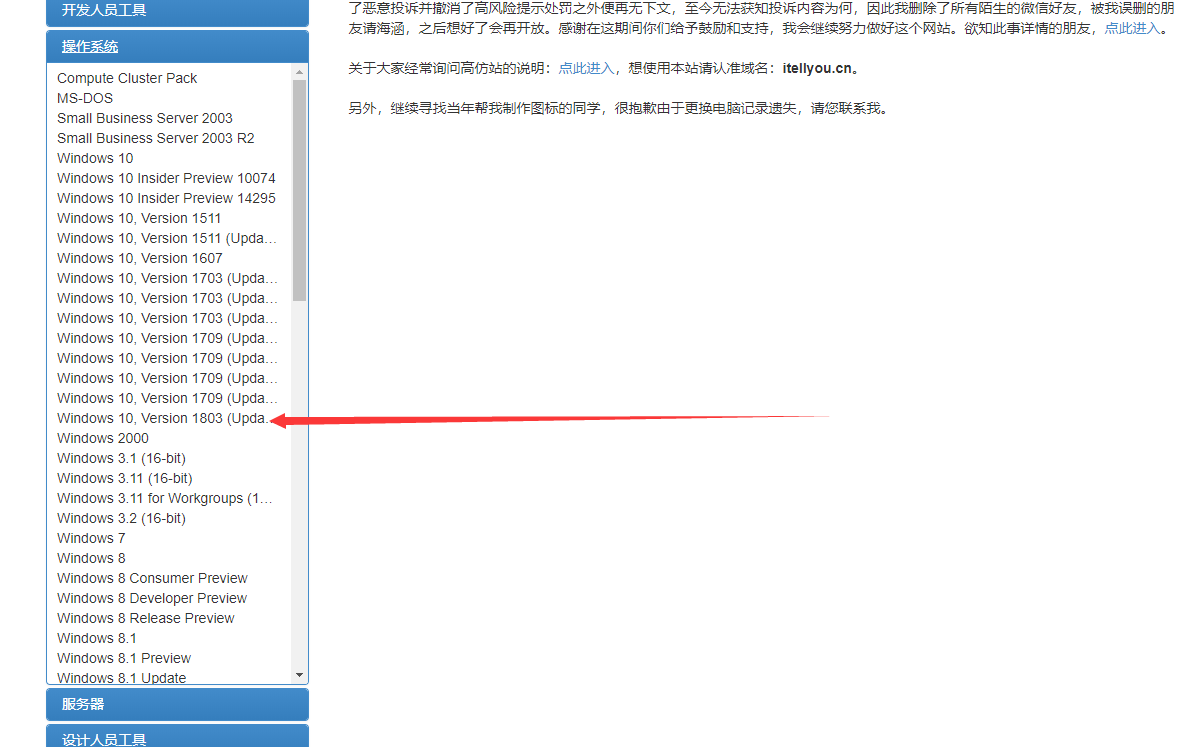 开发人员工具
操作系统
Compute Cluster Pack
MS-DOS
Small Business Server 2003
Small Business Server 2003 R2
Windows 10
Windows 10 Insider Preview 10074
Windows 10 Insider Preview 14295
Windows 10, Version 1511
Windows 10, Version 1511 (Upda...
Windows 10, Version 1607
Windows 10, Version 1703 (Upda...
Windows 10, Version 1703 (Upda...
Windows 10, Version 1703 (Upda...
Windows 10, Version 1709 (Upda...
Windows 10, Version 1709 (Upda...
Windows 10, Version 1709 (Upda...
Windows 10, Version 1709 (Upda...
Windows 10, Version 1803 (Upda...
Windows 2000
Windows 3.1 (16-bit)
Windows 3.11 (16-bit)
Windows 3.11 for Workgroups (1...
Windows 3.2 (16-bit)
Windows 7
Windows 8
Windows 8 Consumer Preview
Windows 8 Developer Preview
Windows 8 Release Preview
Windows 8.1
Windows 8.1 Preview
Windows 8.1 Update
服务器
设计人员工具
了恶意投诉并撤消了高风险提示处罚之外便再无下文，至今无法获知投诉内容为何，因此我删除了所有陌生的微信好友，被我误删的朋
友请海涵，之后想好了会再开放。感谢在这期间你们给予鼓励和支持，我会继续努力做好这个网站。欲知此事详情的朋友，点此进入。
关于大家经常询问高仿站的说明：点此进入，想使用本站请认准域名：itellyou.cn。
另外，继续寻找当年帮我制作图标的同学，很抱歉由于更换电脑记录遗失，请您联系我。